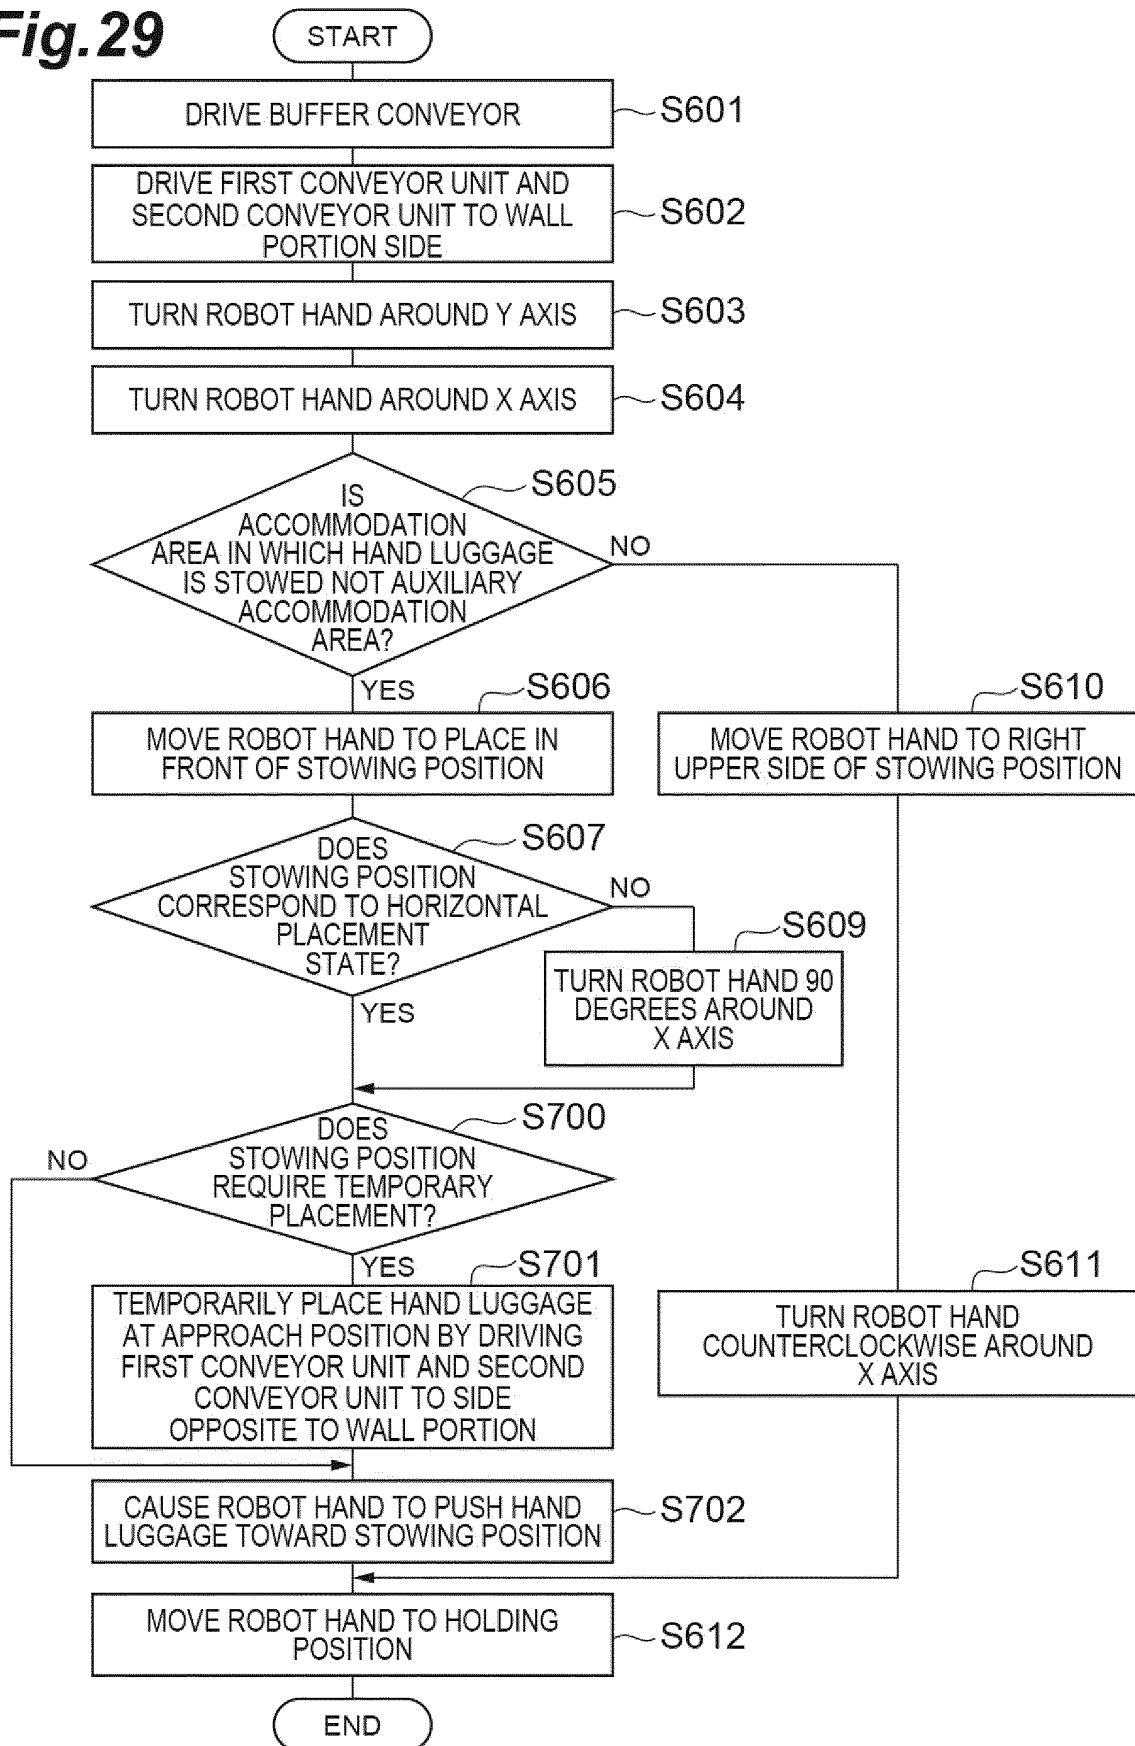 Fig.29
START
DRIVE BUFFER CONVEYOR
S601
DRIVE FIRST CONVEYOR UNIT AND
SECOND CONVEYOR UNIT TO WALL
PORTION SIDE
S602
TURN ROBOT HAND AROUND Y AXIS
S603
TURN ROBOT HAND AROUND X AXIS
S604
S605
IS
ACCOMMODATION
AREA IN WHICH HAND LUGGAGE
IS STOWED NOT AUXILIARY
ACCOMMODATION
AREA?
NO
YES
S606
MOVE ROBOT HAND TO PLACE IN
FRONT OF STOWING POSITION
S610
MOVE ROBOT HAND TO RIGHT
UPPER SIDE OF STOWING POSITION
S607
DOES
STOWING POSITION
CORRESPOND TO HORIZONTAL
PLACEMENT
STATE?
NO
YES
S609
TURN ROBOT HAND 90
DEGREES AROUND
X AXIS
S700
DOES
STOWING POSITION
REQUIRE TEMPORARY
PLACEMENT?
NO
YES
S701
TEMPORARILY PLACE HAND LUGGAGE
AT APPROACH POSITION BY DRIVING
FIRST CONVEYOR UNIT AND SECOND
CONVEYOR UNIT TO SIDE
OPPOSITE TO WALL PORTION
S611
TURN ROBOT HAND
COUNTERCLOCKWISE AROUND
X AXIS
CAUSE ROBOT HAND TO PUSH HAND
LUGGAGE TOWARD STOWING POSITION
S702
MOVE ROBOT HAND TO HOLDING
POSITION
S612
END